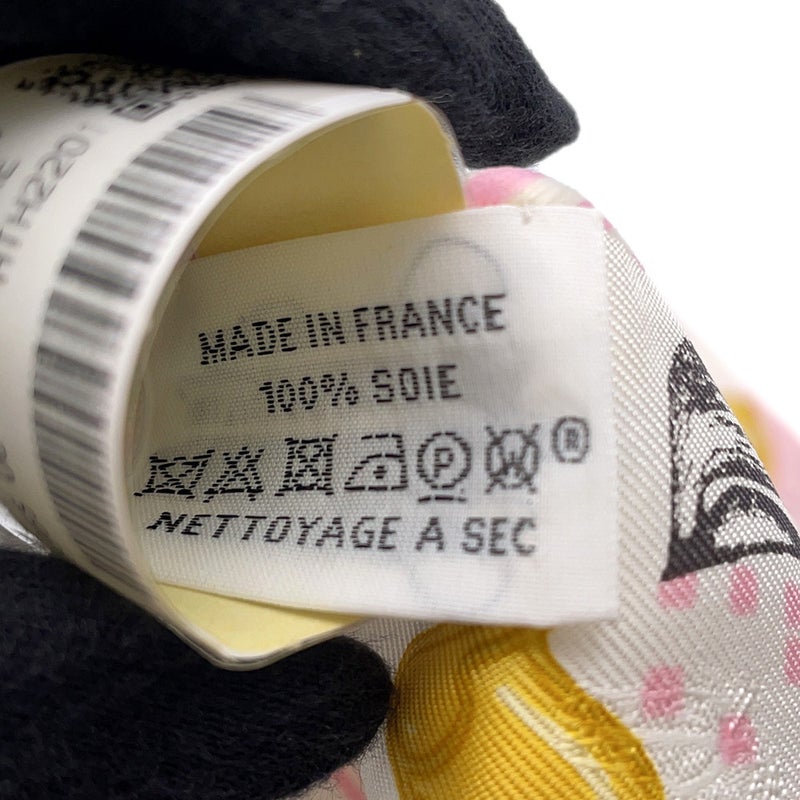 MADE IN FRANCE
100% SOIE
P W ®
NETTOYAGE A SEC